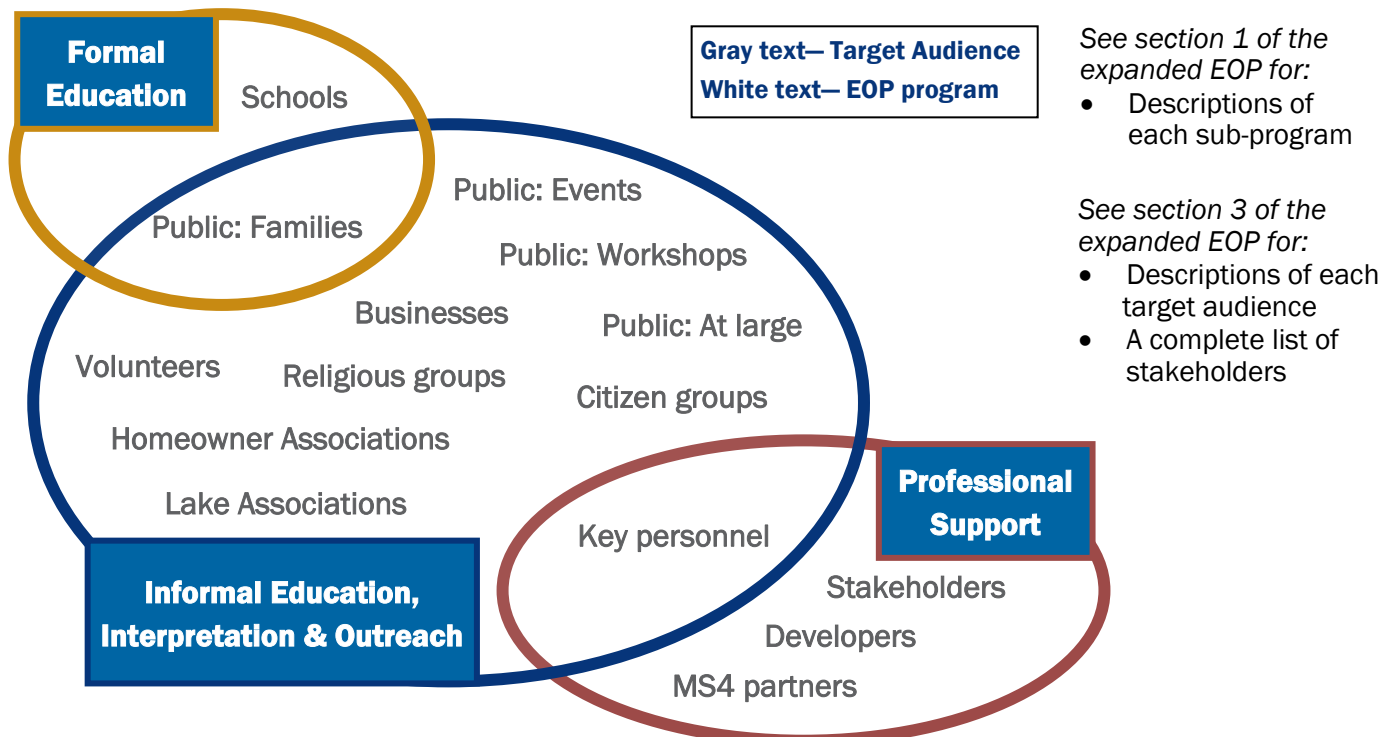 Formal
Education
Schools
Public: Families
Public: Events
Public: Workshops
Businesses
Public: At large
Volunteers
Religious groups
Citizen groups
Homeowner Associations
Lake Associations
Informal Education,
Interpretation & Outreach
Key personnel
Professional
Support
Stakeholders
Developers
MS4 partners
Gray text— Target Audience
White text— EOP program
See section 1 of the
expanded EOP for:
• Descriptions of
each sub-program
See section 3 of the
expanded EOP for:
• Descriptions of each
target audience
• A complete list of
stakeholders